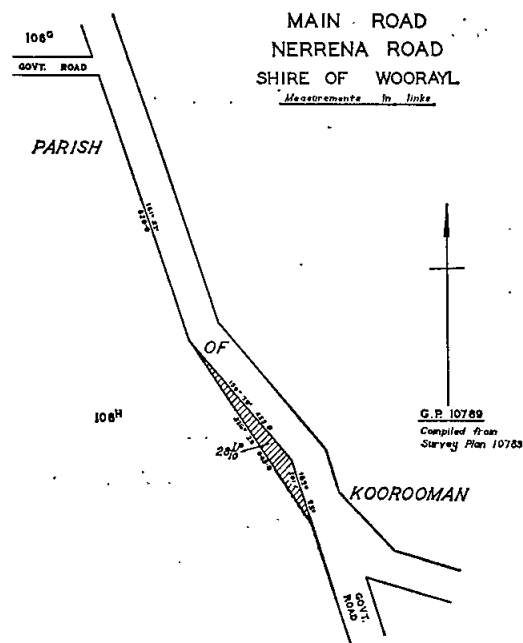 MAIN ROAD
NERRENA ROAD
SHIRE OF WOORAYL
Measurements in links
106G
GOVT. ROAD
PARISH
OF
106H
G.P. 10789
Compiled from
Survey Plan 10783
KOOROOMAN
GOVT.
ROAD